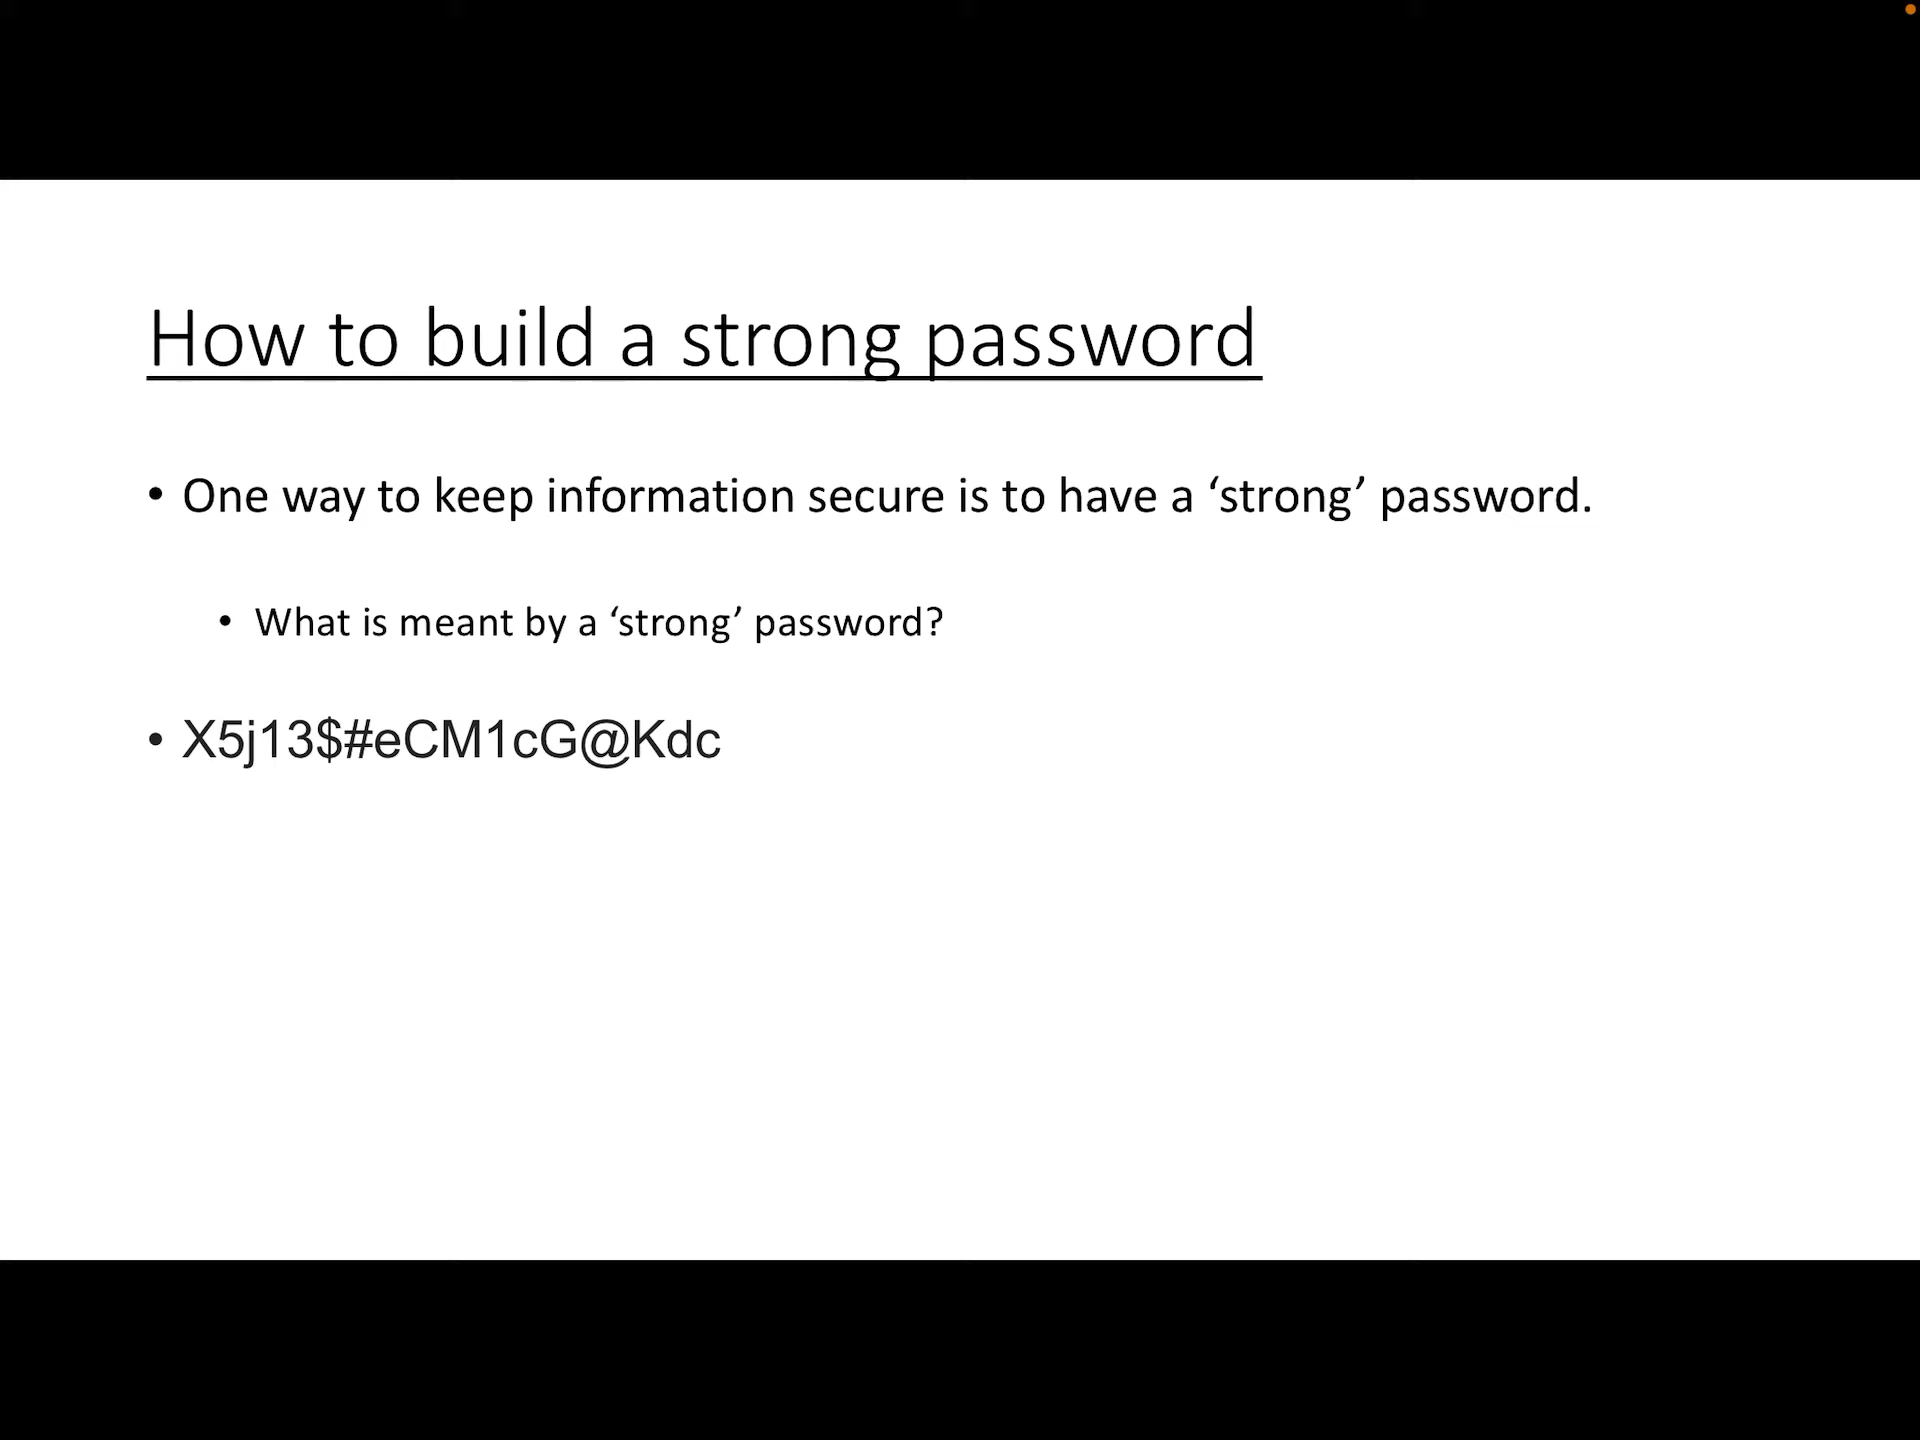 How to build a strong password
• One way to keep information secure is to have a ‘strong’ password.
• What is meant by a ‘strong’ password?
• X5j13$#eCM1cG@Kdc